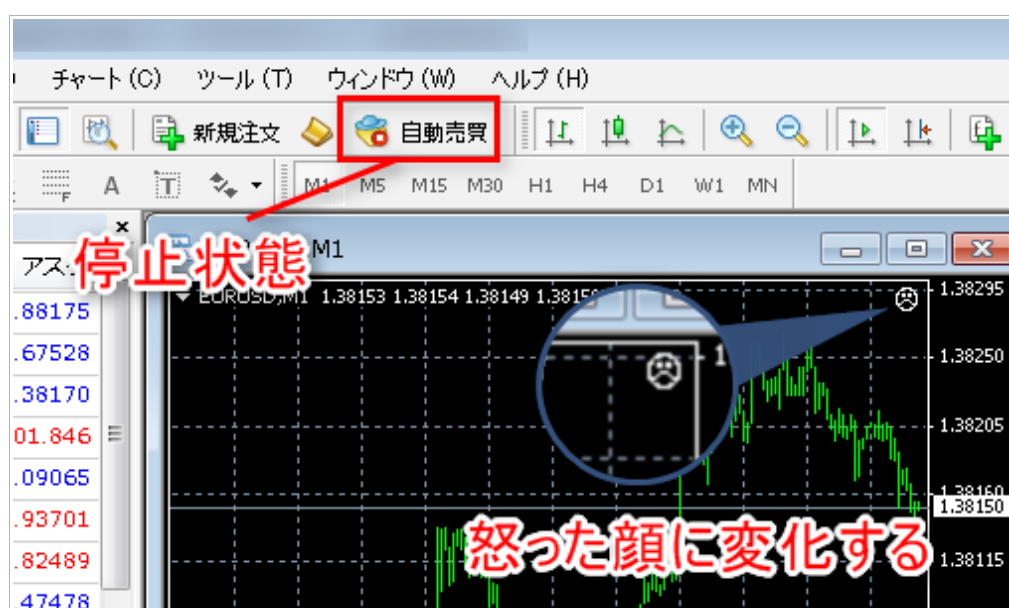 チャート (C) ツール (T) ウィンドウ (W) ヘルプ (H)
新規注文 自動売買
A T M1 M5 M15 M30 H1 H4 D1 W1 MN
F
停止状態
M1
アス
EURUSD,M1 1.38153 1.38154 1.38149
1.38295
.88175
.67528
1.38250
1
.38170
01.846
1.38205
.09065
1.38160
.93701
1.38150
怒った顔に変化する
.82489
1.38115
.47478